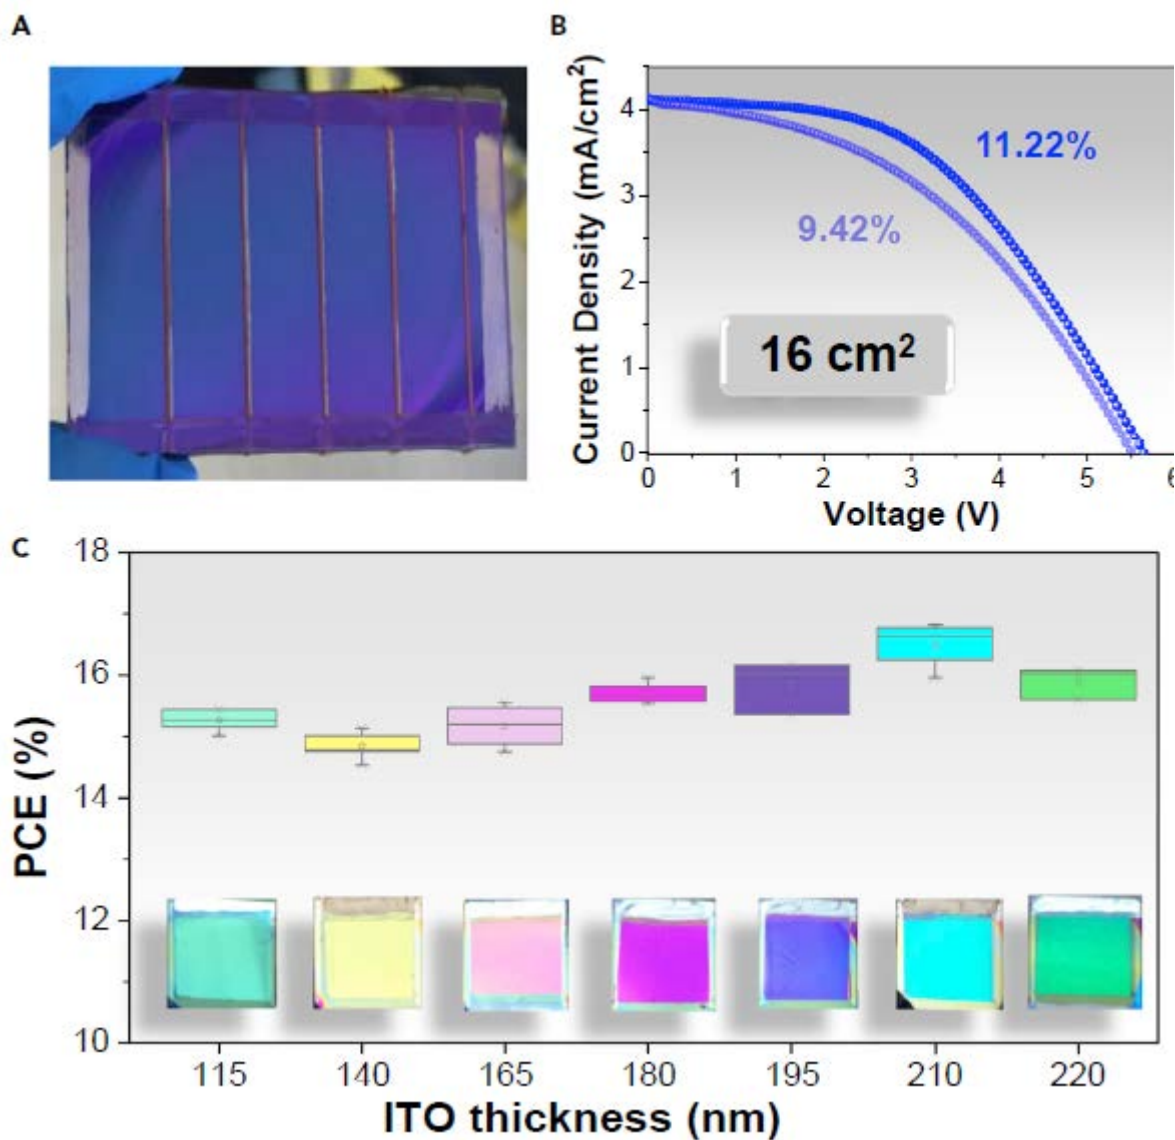 A
B
Current Density (mA/cm²)
4
3
2
1
0
11.22%
9.42%
16 cm²
0 1 2 3 4 5 6
Voltage (V)
C
PCE (%)
18
16
14
12
10
115 140 165 180 195 210 220
ITO thickness (nm)